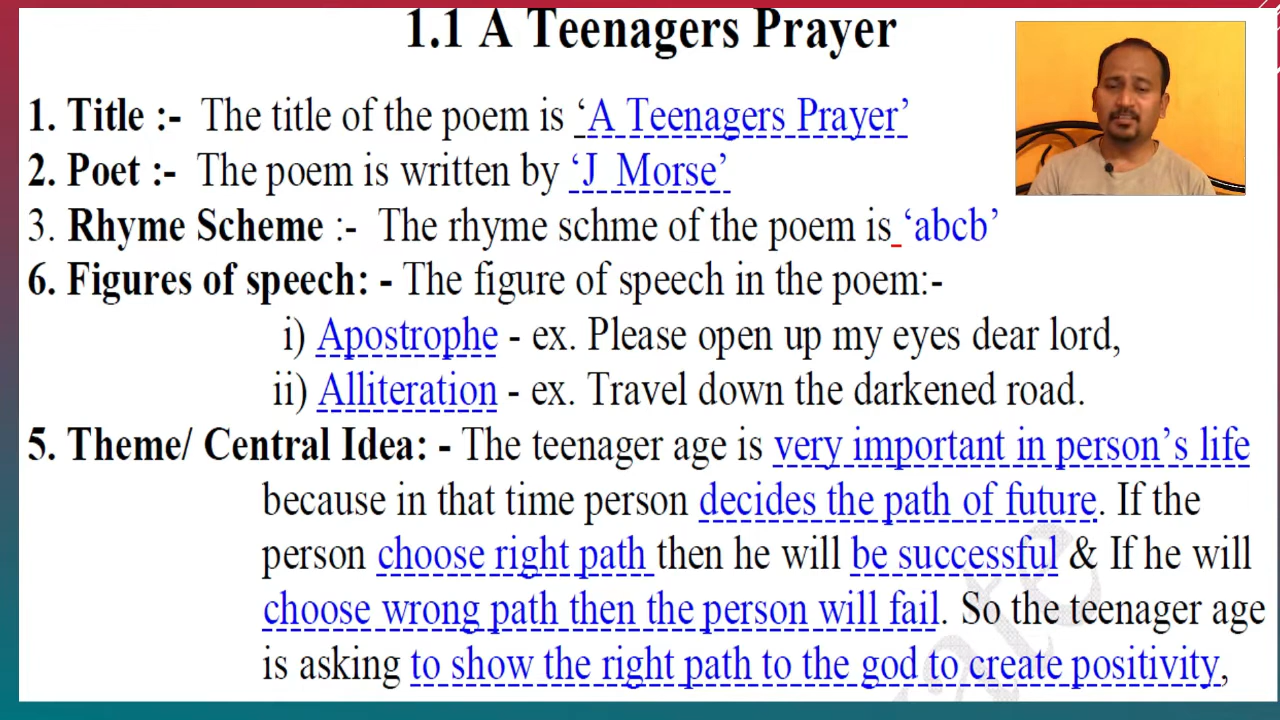 1.1 A Teenagers Prayer
1. Title :- The title of the poem is ‘A Teenagers Prayer’
2. Poet :- The poem is written by ‘J Morse’
3. Rhyme Scheme :- The rhyme schme of the poem is ‘abcb’
6. Figures of speech: - The figure of speech in the poem:-
i) Apostrophe - ex. Please open up my eyes dear lord,
ii) Alliteration - ex. Travel down the darkened road.
5. Theme/ Central Idea: - The teenager age is very important in person’s life
because in that time person decides the path of future. If the
person choose right path then he will be successful & If he will
choose wrong path then the person will fail. So the teenager age
is asking to show the right path to the god to create positivity,